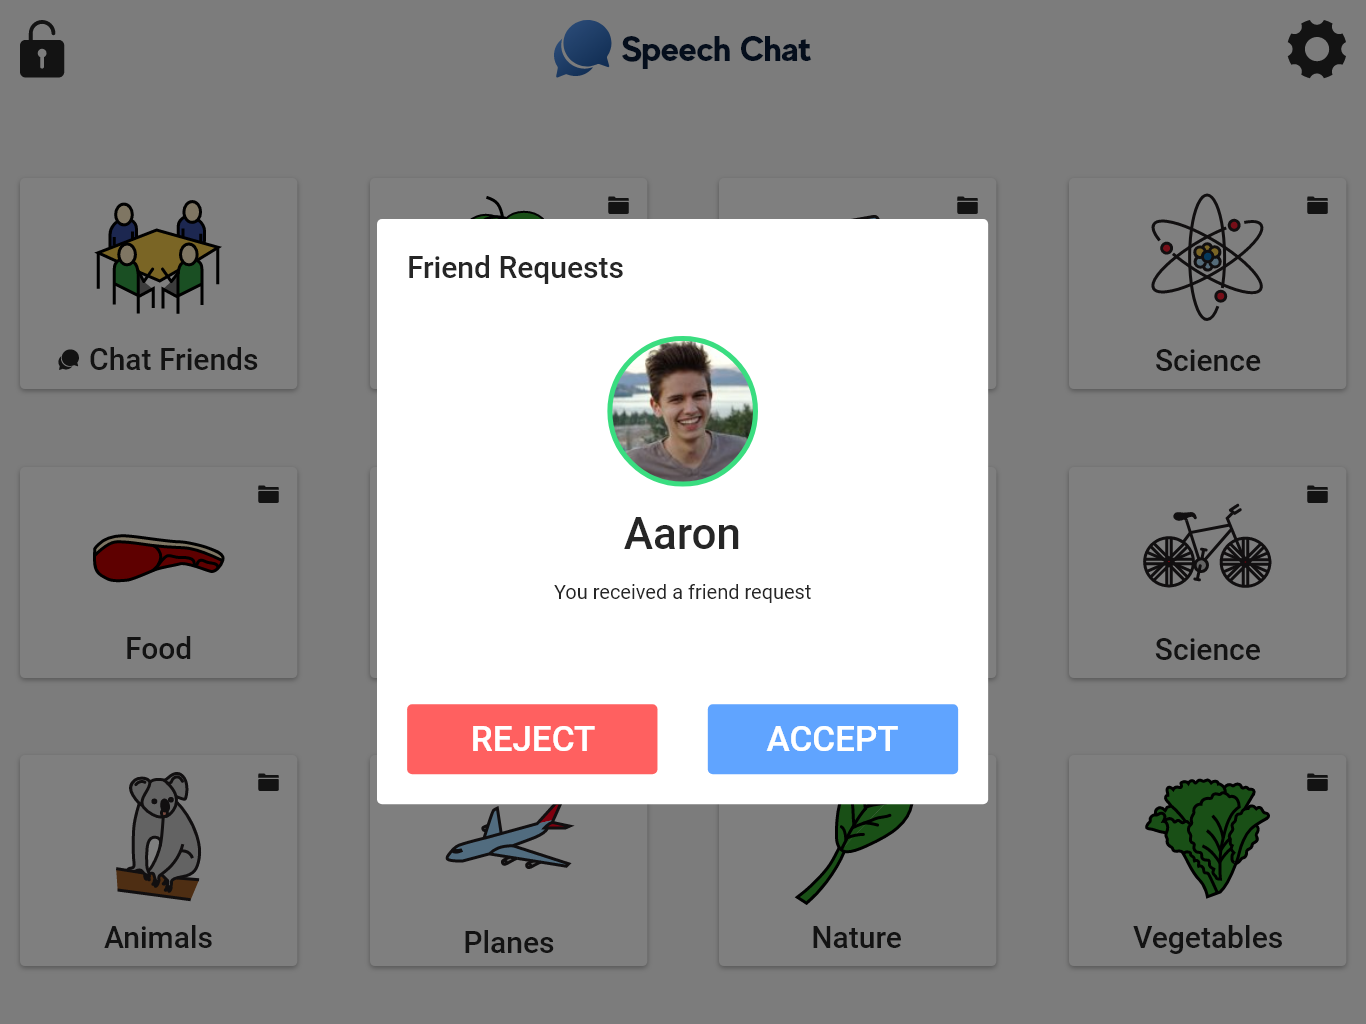 Speech Chat
Friend Requests
Aaron
You received a friend request
REJECT
ACCEPT
Chat Friends
Science
Food
Science
Animals
Planes
Nature
Vegetables